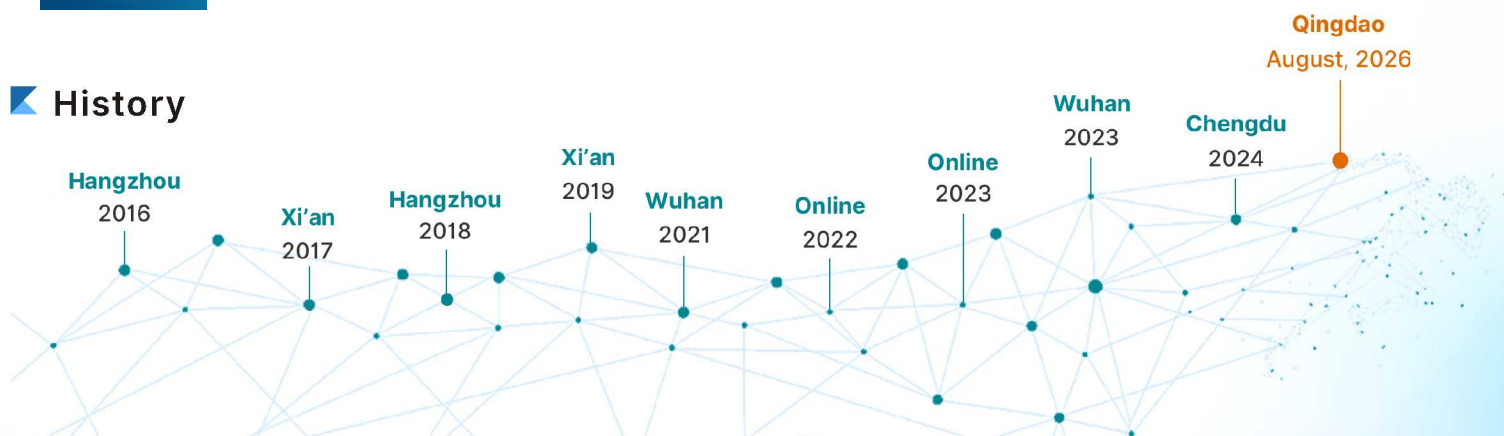 History
Hangzhou
2016
Xi’an
2017
Hangzhou
2018
Xi’an
2019
Wuhan
2021
Online
2022
Online
2023
Wuhan
2023
Chengdu
2024
Qingdao
August, 2026